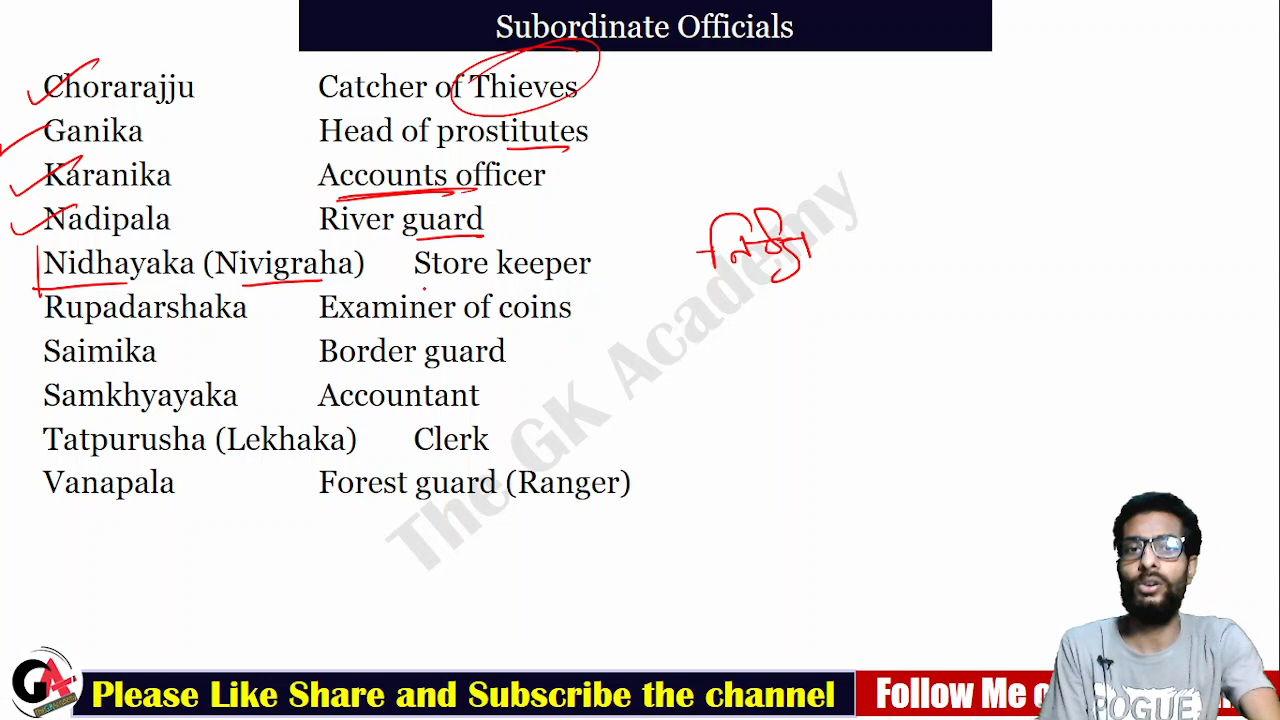 Subordinate Officials
Chorarajju Catcher of Thieves
Ganika Head of prostitutes
Karanika Accounts officer
Nadipala River guard
Nidhayaka (Nivigraha) Store keeper
Rupadarshaka Examiner of coins
Saimika Border guard
Samkhyayaka Accountant
Tatpurusha (Lekhaka) Clerk
Vanapala Forest guard (Ranger)
The GK Academy
GA
Please Like Share and Subscribe the channel
Follow Me
POGUE